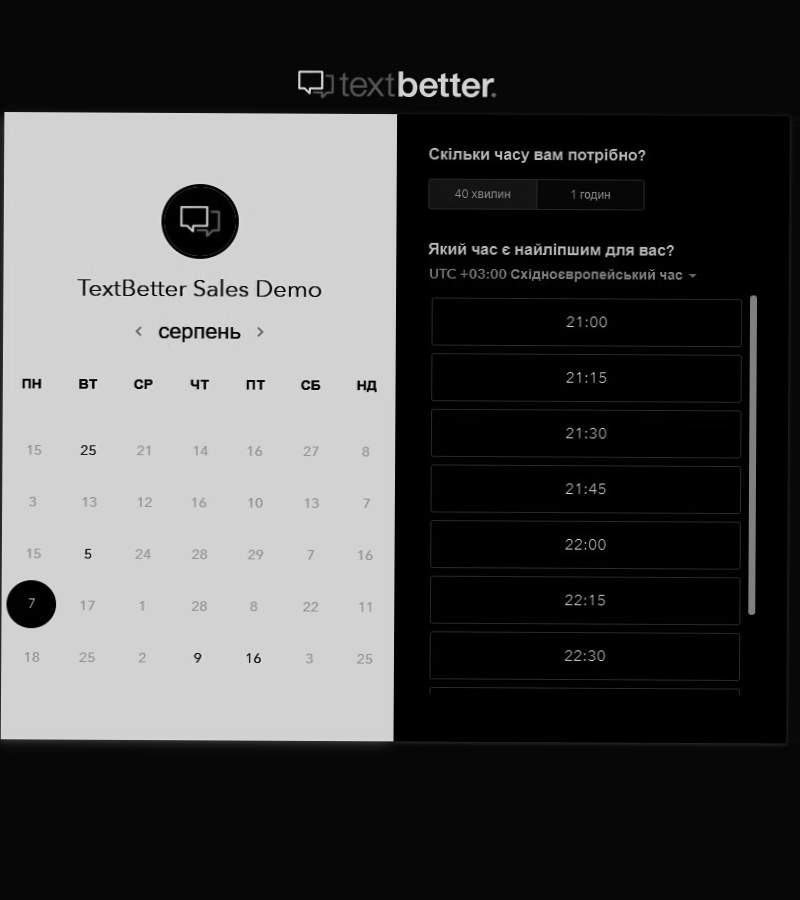 textbetter.
TextBetter Sales Demo
серпень
ПН ВТ СР ЧТ ПТ СБ НД
15 25 21 14 16 27 8
3 13 12 16 10 13 7
15 5 24 28 29 7 16
7 17 1 28 8 22 11
18 25 2 9 16 3 25
Скільки часу вам потрібно?
40 хвилин 1 годин
Який час є найліпшим для вас?
UTC +03:00 Східноєвропейський час
21:00
21:15
21:30
21:45
22:00
22:15
22:30